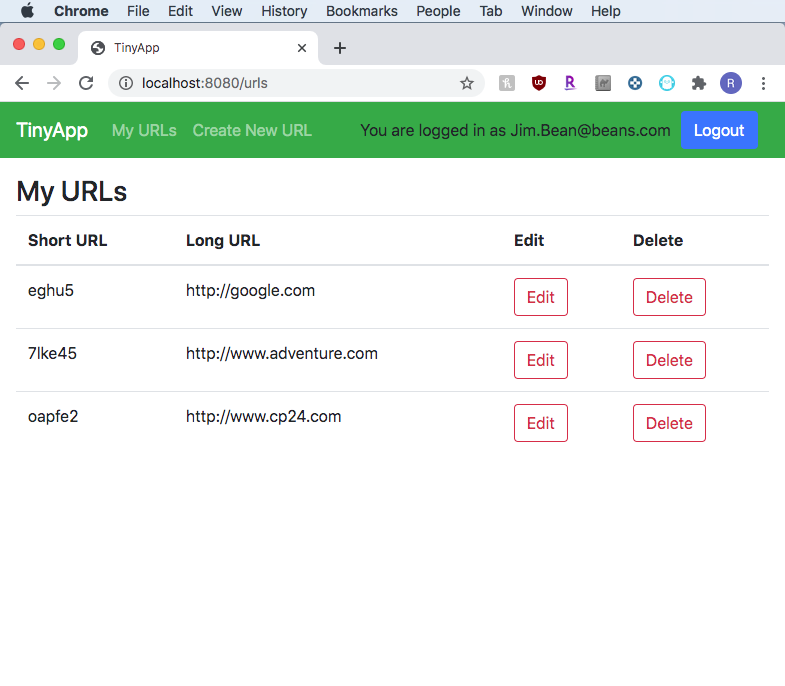 Chrome File Edit View History Bookmarks People Tab Window Help
TinyApp
localhost:8080/urls
R
TinyApp My URLs Create New URL You are logged in as Jim.Bean@beans.com Logout
My URLs
Short URL Long URL Edit Delete
eghu5 http://google.com Edit Delete
7lke45 http://www.adventure.com Edit Delete
oapfe2 http://www.cp24.com Edit Delete